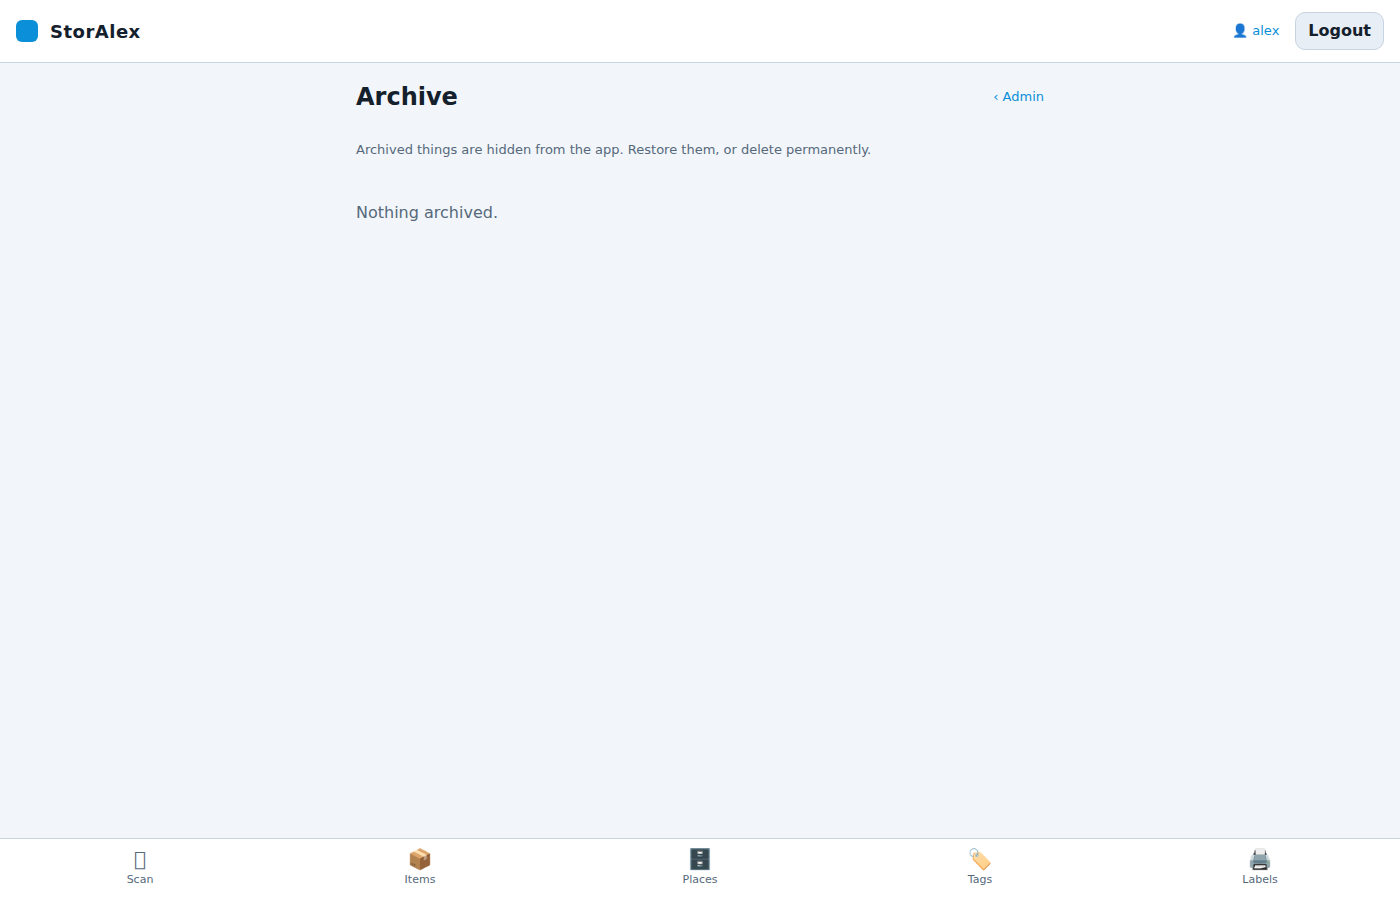 StorAlex
👤 alex
Logout
Archive
‹ Admin
Archived things are hidden from the app. Restore them, or delete permanently.
Nothing archived.
Scan
Items
Places
Tags
Labels